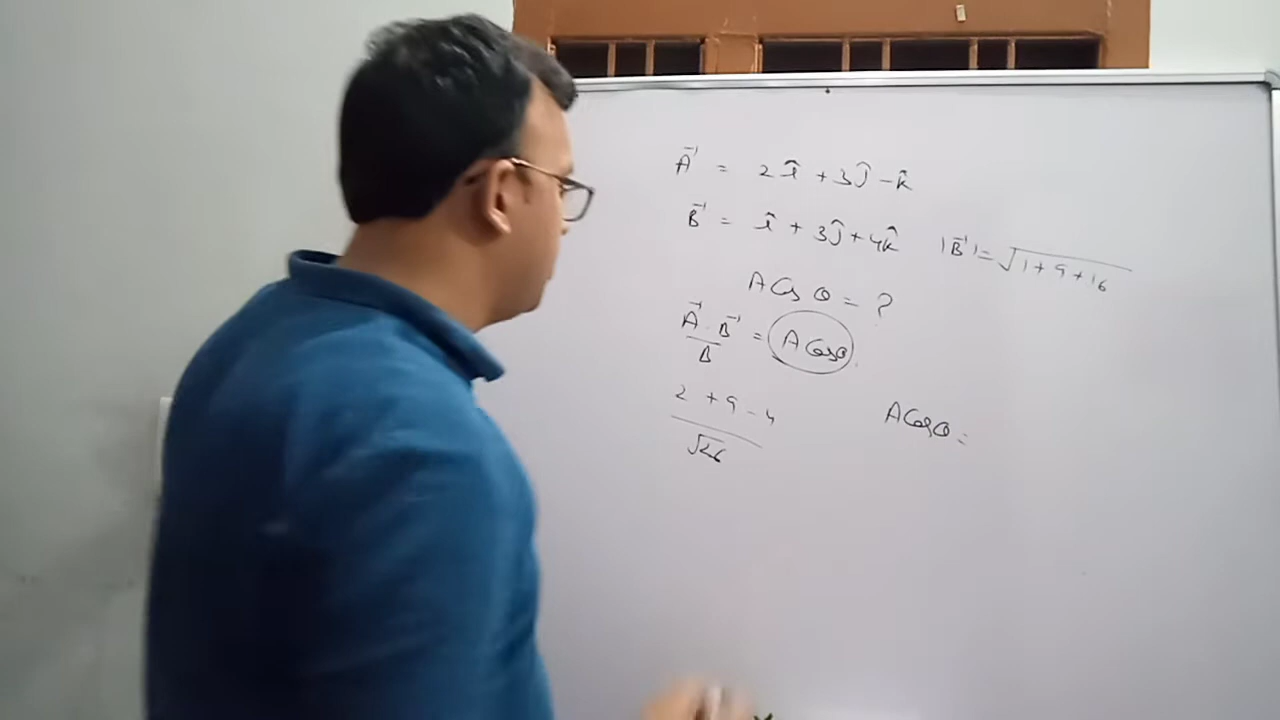 A⃗ = 2î + 3ĵ - k̂
B⃗ = î + 3ĵ + 4k̂ |B⃗| = √1+9+16
A Cos θ = ?
A⃗ . B⃗ / B = A Cosθ
2 + 9 - 4 / √26
A Cosθ =